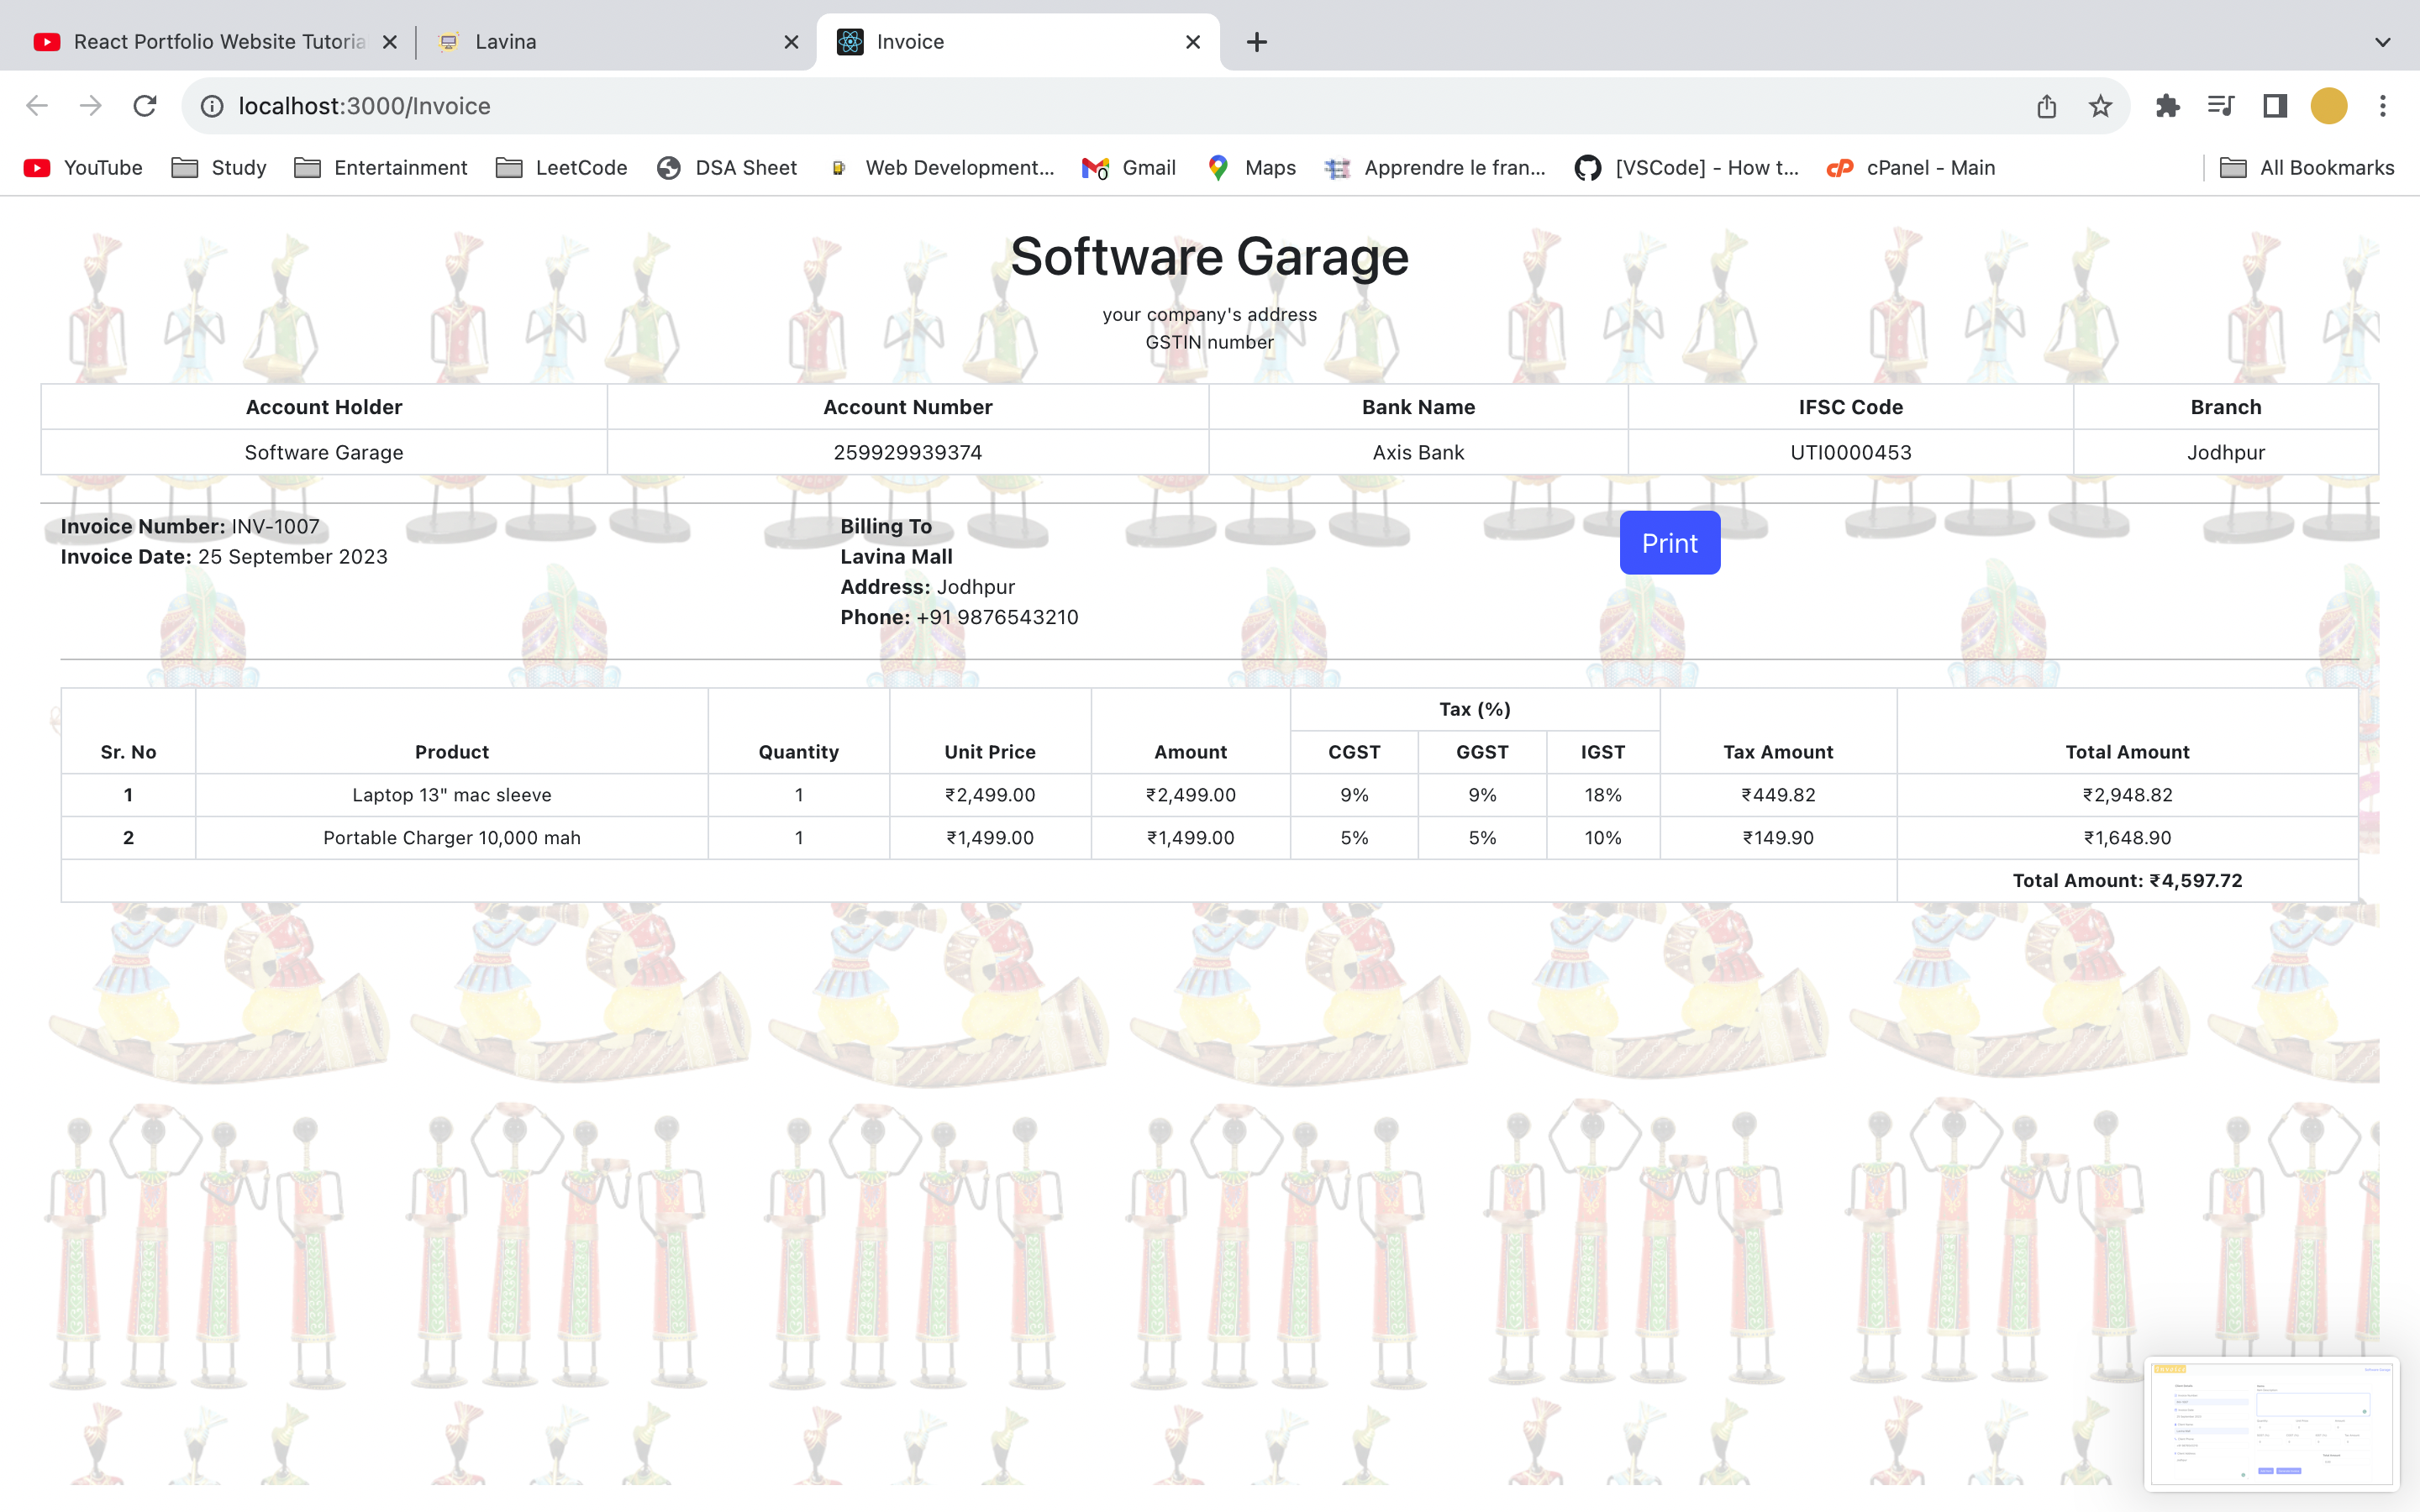 React Portfolio Website Tutoria
Lavina
Invoice
localhost:3000/Invoice
YouTube Study Entertainment LeetCode DSA Sheet Web Development... Gmail Maps Apprendre le fran... [VSCode] - How t... cPanel - Main All Bookmarks
Software Garage
your company's address
GSTIN number
Account Holder Account Number Bank Name IFSC Code Branch
Software Garage 259929939374 Axis Bank UTI0000453 Jodhpur
Invoice Number: INV-1007
Invoice Date: 25 September 2023
Billing To
Lavina Mall
Address: Jodhpur
Phone: +91 9876543210
Print
Tax (%)
Sr. No Product Quantity Unit Price Amount CGST GGST IGST Tax Amount Total Amount
1 Laptop 13" mac sleeve 1 ₹2,499.00 ₹2,499.00 9% 9% 18% ₹449.82 ₹2,948.82
2 Portable Charger 10,000 mah 1 ₹1,499.00 ₹1,499.00 5% 5% 10% ₹149.90 ₹1,648.90
Total Amount: ₹4,597.72